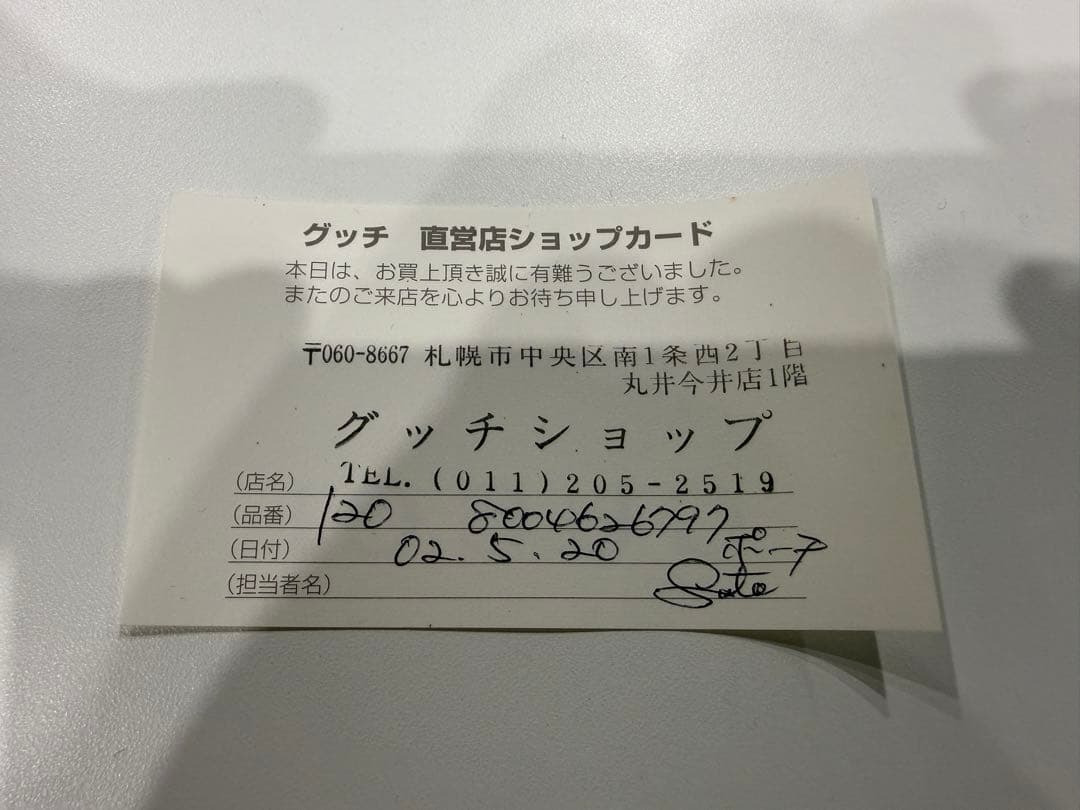 グッチ 直営店ショップカード
本日は、お買上頂き誠に有難うございました。
またのご来店を心よりお待ち申し上げます。
〒060-8667 札幌市中央区南1条西2丁目
丸井今井店1階
グッチショップ
(店名) TEL.(011)205-2519
(品番) 120 8004626797
(日付) 02.5.20 ポーチ
(担当者名) Sato